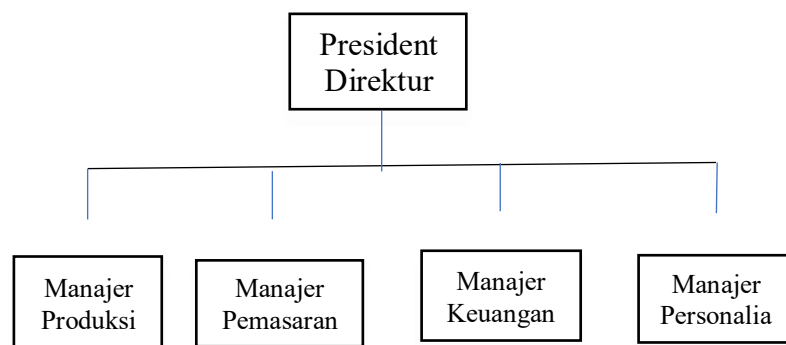 President
Direktur
Manajer
Produksi
Manajer
Pemasaran
Manajer
Keuangan
Manajer
Personalia